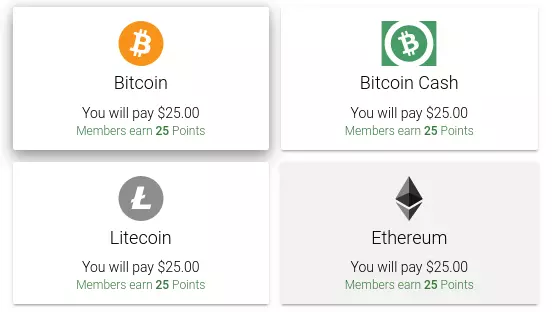 Bitcoin
You will pay $25.00
Members earn 25 Points
Bitcoin Cash
You will pay $25.00
Members earn 25 Points
Litecoin
You will pay $25.00
Members earn 25 Points
Ethereum
You will pay $25.00
Members earn 25 Points